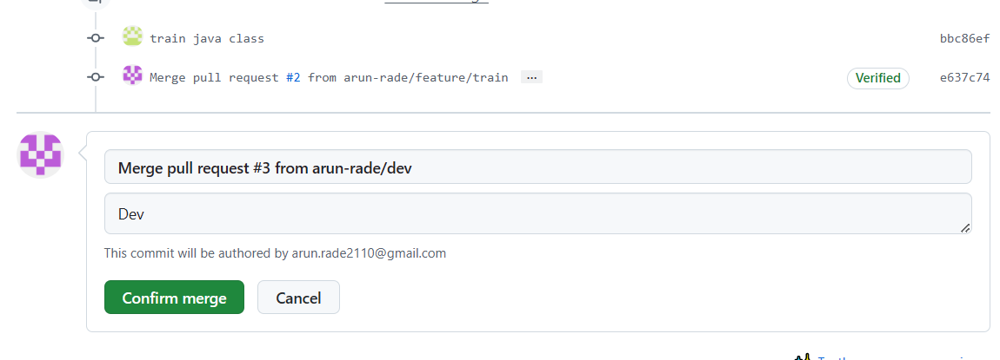 train java class bbc86ef
Merge pull request #2 from arun-rade/feature/train ... Verified e637c74
Merge pull request #3 from arun-rade/dev
Dev
This commit will be authored by arun.rade2110@gmail.com
Confirm merge Cancel